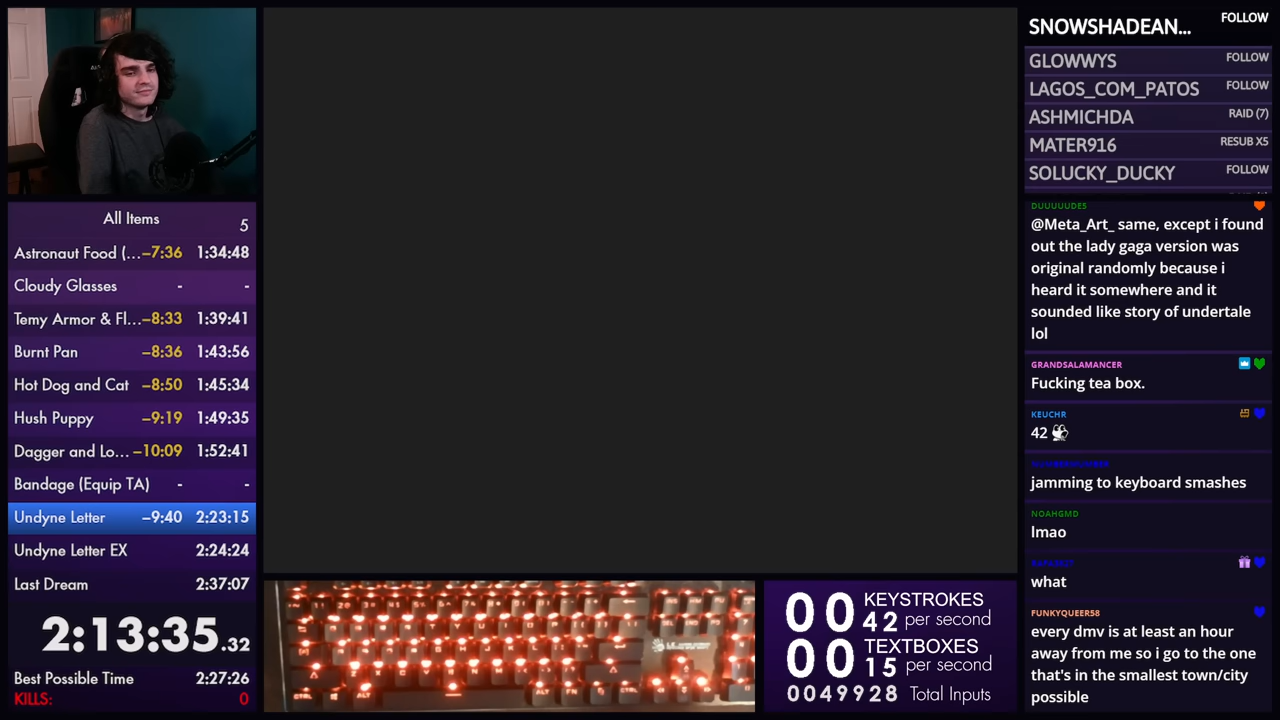 All Items
5
Astronaut Food (... –7:36 1:34:48
Cloudy Glasses - -
Temy Armor & Fl... –8:33 1:39:41
Burnt Pan –8:36 1:43:56
Hot Dog and Cat –8:50 1:45:34
Hush Puppy –9:19 1:49:35
Dagger and Lo... –10:09 1:52:41
Bandage (Equip TA) - -
Undyne Letter –9:40 2:23:15
Undyne Letter EX 2:24:24
Last Dream 2:37:07
2:13:35.32
Best Possible Time 2:27:26
KILLS: 0
00 42 KEYSTROKES per second
00 15 TEXTBOXES per second
0049928 Total Inputs
SNOWSHADEAN... FOLLOW
GLOWWYS FOLLOW
LAGOS_COM_PATOS FOLLOW
ASHMICHDA RAID (7)
MATER916 RESUB X5
SOLUCKY_DUCKY FOLLOW
DUUUUUDES
@Meta_Art_ same, except i found
out the lady gaga version was
original randomly because i
heard it somewhere and it
sounded like story of undertale
lol
GRANDSALAMANCER
Fucking tea box.
KEUCHR
42
jamming to keyboard smashes
NOAHGMD
lmao
what
FUNKYQUEER58
every dmv is at least an hour
away from me so i go to the one
that's in the smallest town/city
possible